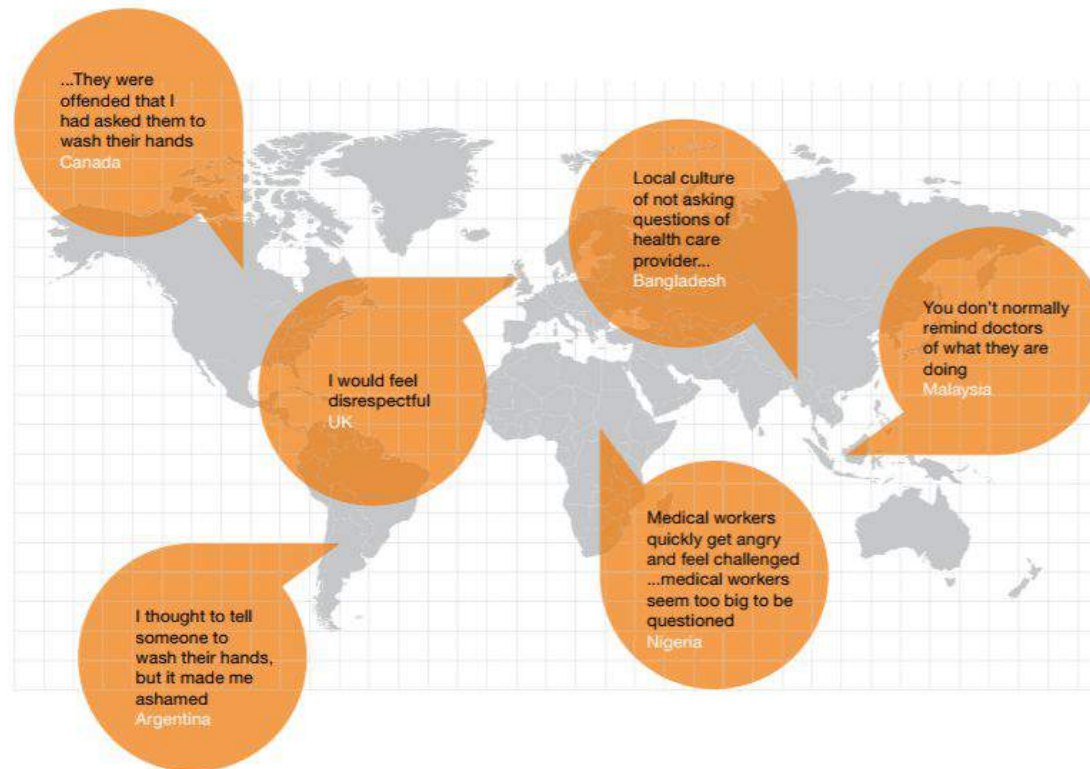 ...They were
offended that I
had asked them to
wash their hands
Canada
Local culture
of not asking
questions of
health care
provider...
Bangladesh
You don't normally
remind doctors
of what they are
doing
Malaysia
I would feel
disrespectful
UK
Medical workers
quickly get angry
and feel challenged
...medical workers
seem too big to be
questioned
Nigeria
I thought to tell
someone to
wash their hands,
but it made me
ashamed
Argentina